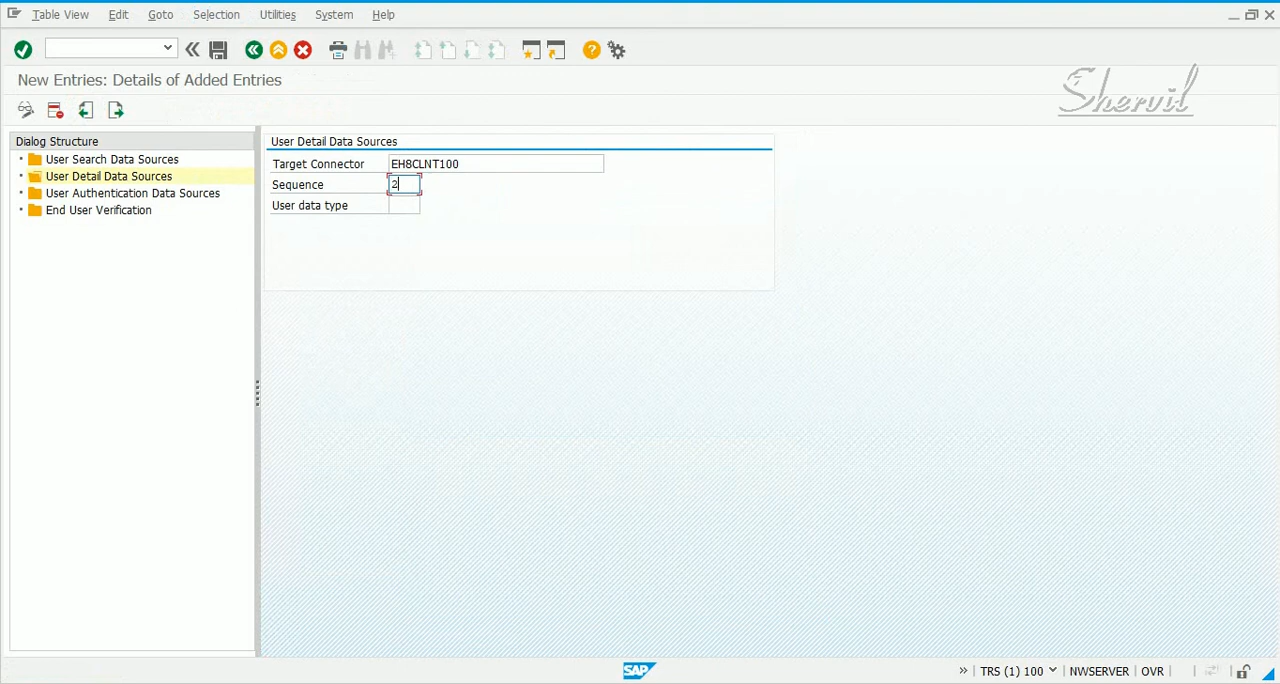 Table View Edit Goto Selection Utilities System Help
New Entries: Details of Added Entries
Shervil
Dialog Structure
User Search Data Sources
User Detail Data Sources
User Authentication Data Sources
End User Verification
User Detail Data Sources
Target Connector EH8CLNT100
Sequence 2
User data type
SAP
TRS (1) 100 NWSERVER OVR